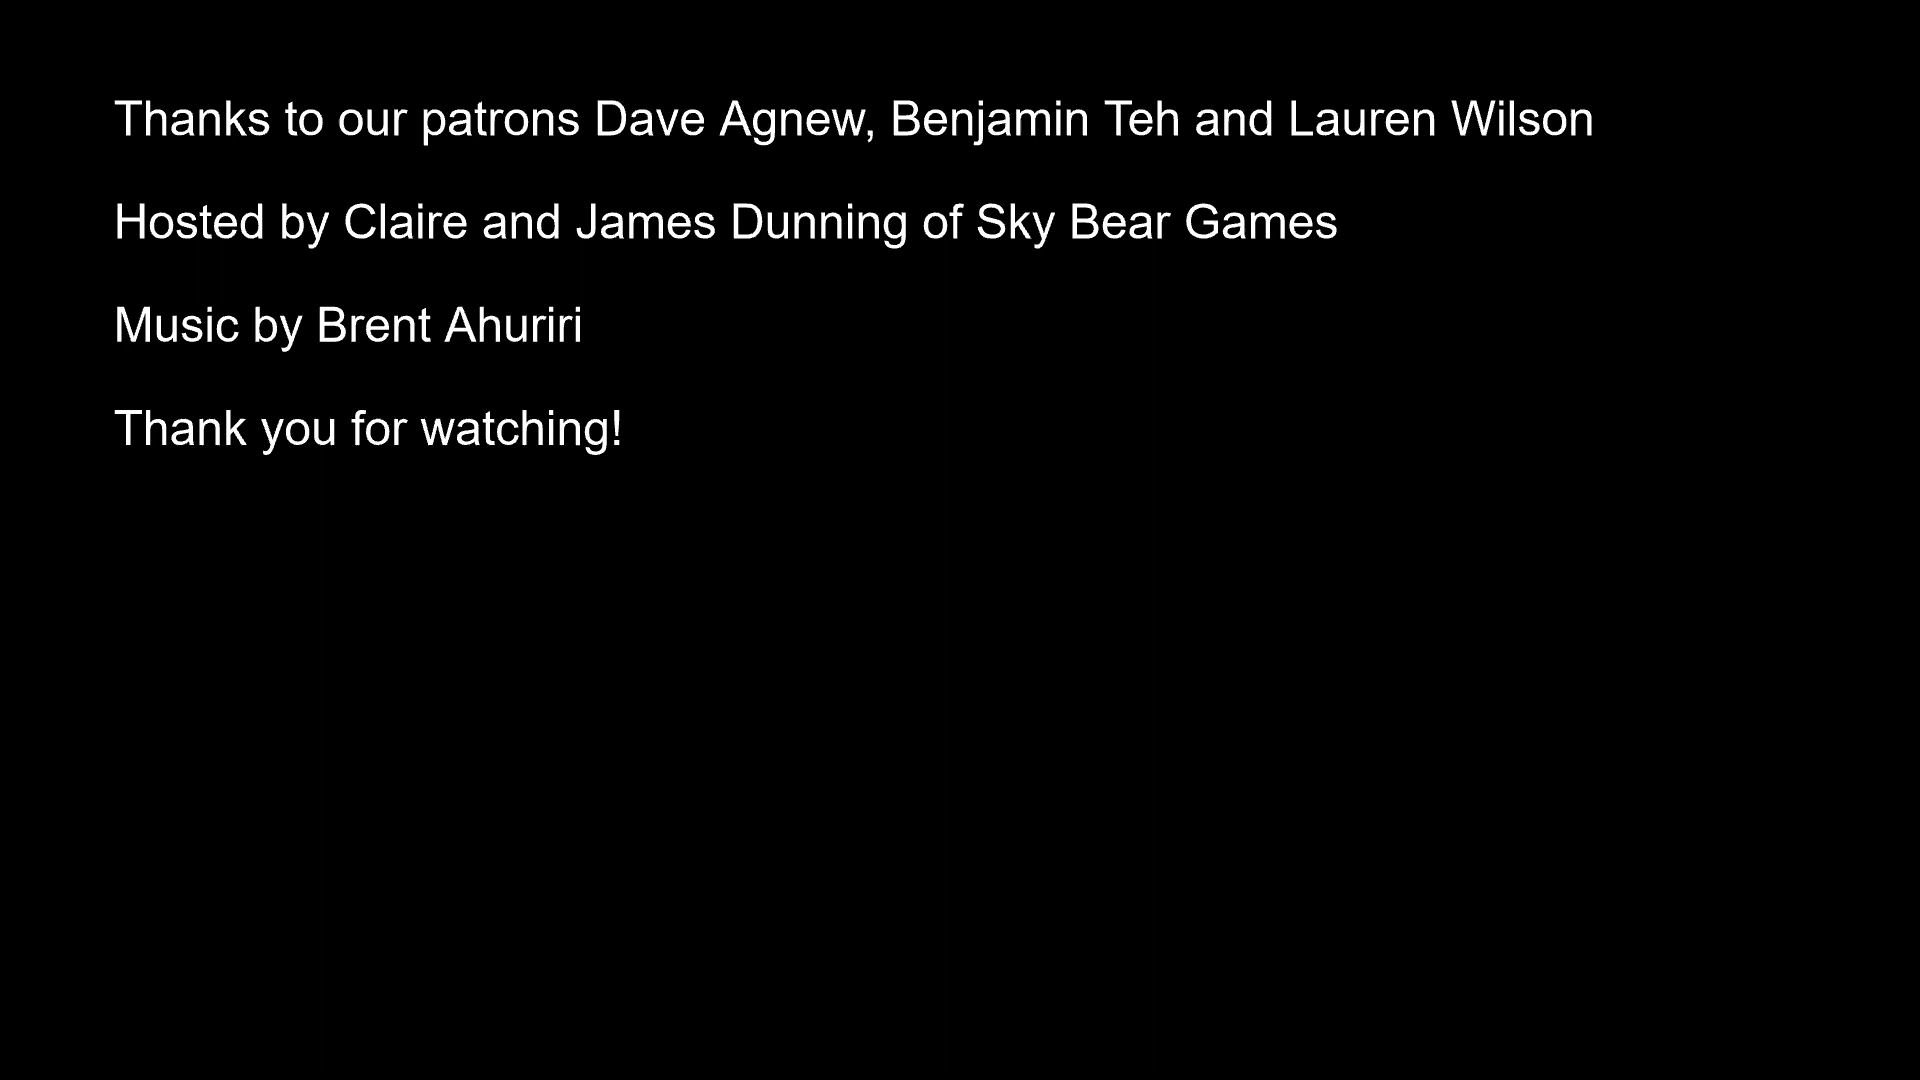 Thanks to our patrons Dave Agnew, Benjamin Teh and Lauren Wilson
Hosted by Claire and James Dunning of Sky Bear Games
Music by Brent Ahuriri
Thank you for watching!